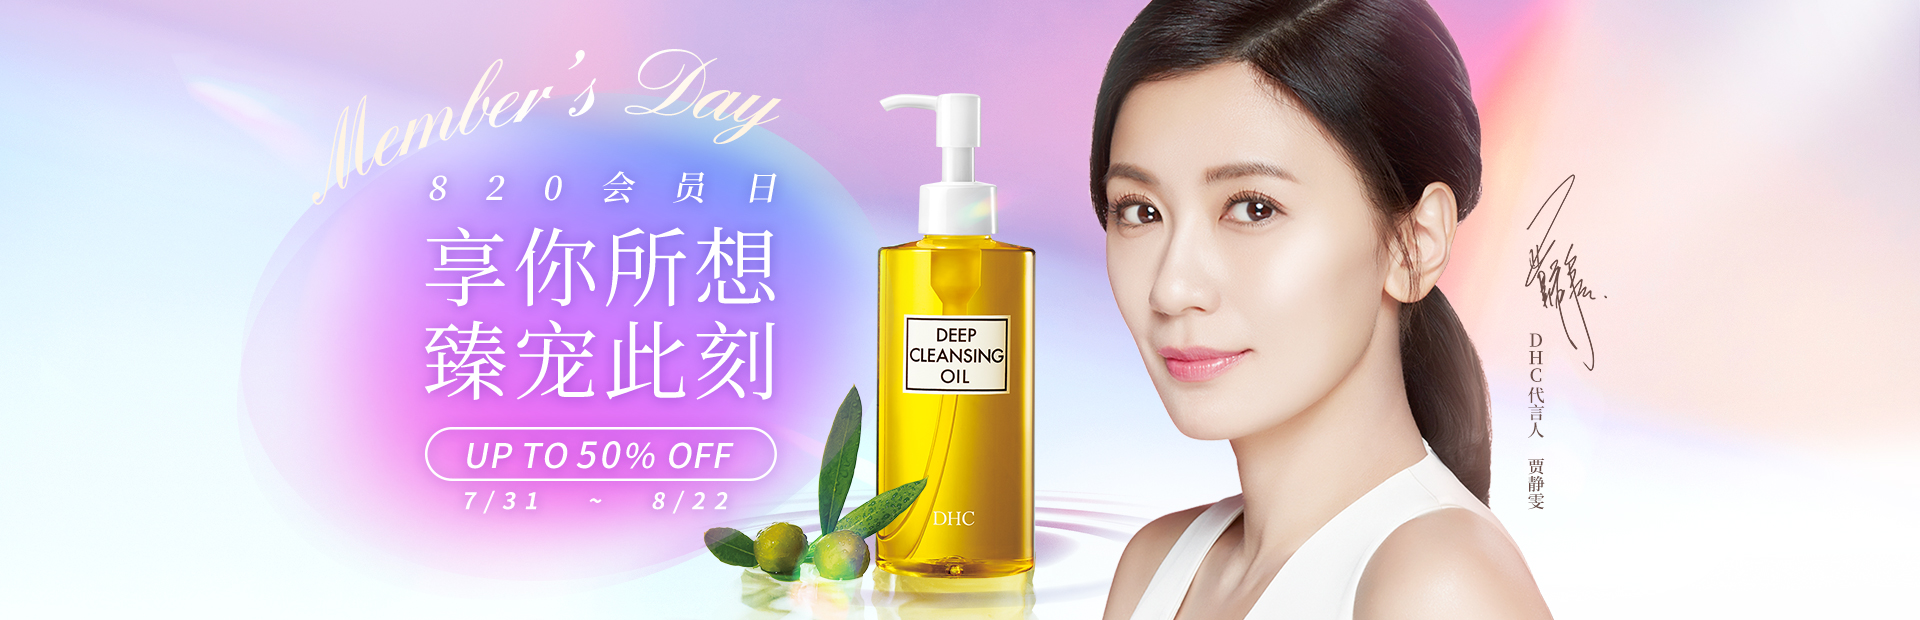 Member's Day
820会员日
享你所想
臻宠此刻
UP TO 50% OFF
7/31 ~ 8/22
DEEP
CLEANSING
OIL
DHC
DHC代言人 贾静雯